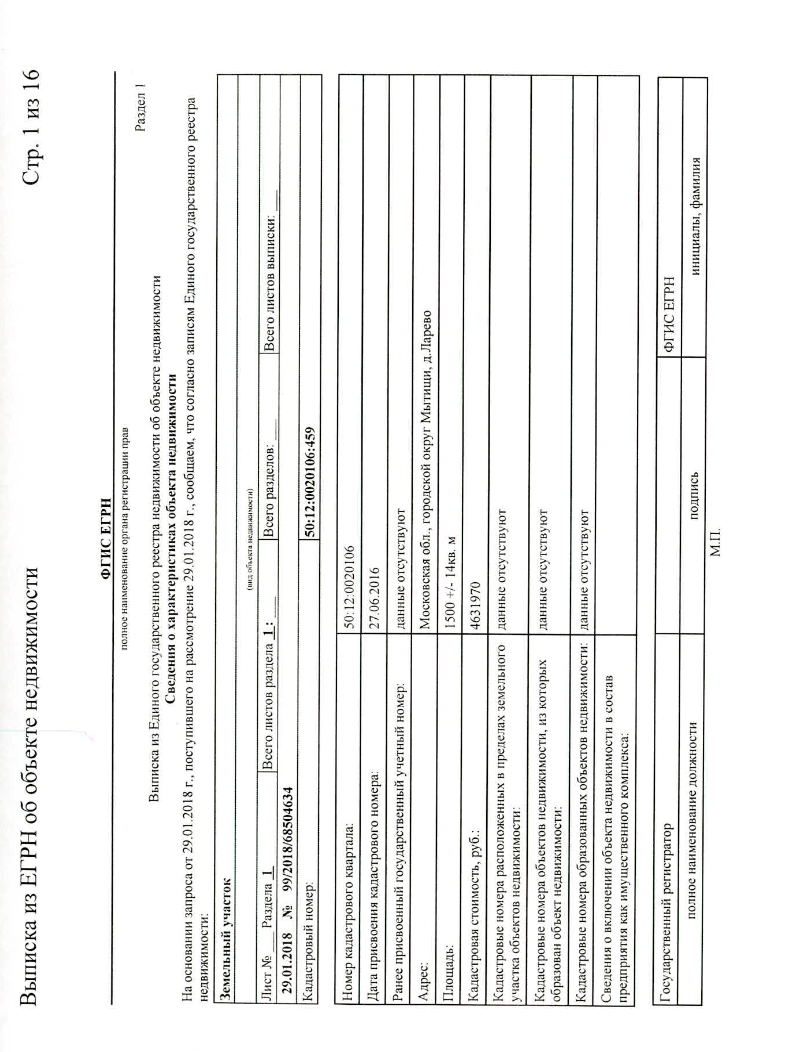 Выписка из ЕГРН об объекте недвижимости Стр. 1 из 16
ФГИС ЕГРН
полное наименование органа регистрации прав
Раздел 1
Выписка из Единого государственного реестра недвижимости об объекте недвижимости
Сведения о характеристиках объекта недвижимости
На основании запроса от 29.01.2018 г., поступившего на рассмотрение 29.01.2018 г., сообщаем, что согласно записям Единого государственного реестра
недвижимости:
Земельный участок
(вид объекта недвижимости)
Лист № ___ Раздела 1 Всего листов раздела 1 : ___ Всего разделов: ___ Всего листов выписки: ___
29.01.2018 № 99/2018/68504634
Кадастровый номер: 50:12:0020106:459
Номер кадастрового квартала: 50:12:0020106
Дата присвоения кадастрового номера: 27.06.2016
Ранее присвоенный государственный учетный номер: данные отсутствуют
Адрес: Московская обл., городской округ Мытищи, д.Ларево
Площадь: 1500 +/- 14кв. м
Кадастровая стоимость, руб.: 4631970
Кадастровые номера расположенных в пределах земельного данные отсутствуют
участка объектов недвижимости:
Кадастровые номера объектов недвижимости, из которых данные отсутствуют
образован объект недвижимости:
Кадастровые номера образованных объектов недвижимости: данные отсутствуют
Сведения о включении объекта недвижимости в состав
предприятия как имущественного комплекса:
Государственный регистратор ФГИС ЕГРН
полное наименование должности подпись инициалы, фамилия
М.П.